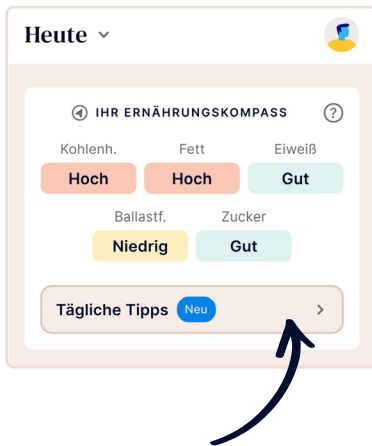 Heute
IHR ERNÄHRUNGSKOMPASS ?
Kohlenh. Fett Eiweiß
Hoch Hoch Gut
Ballastf. Zucker
Niedrig Gut
Tägliche Tipps Neu